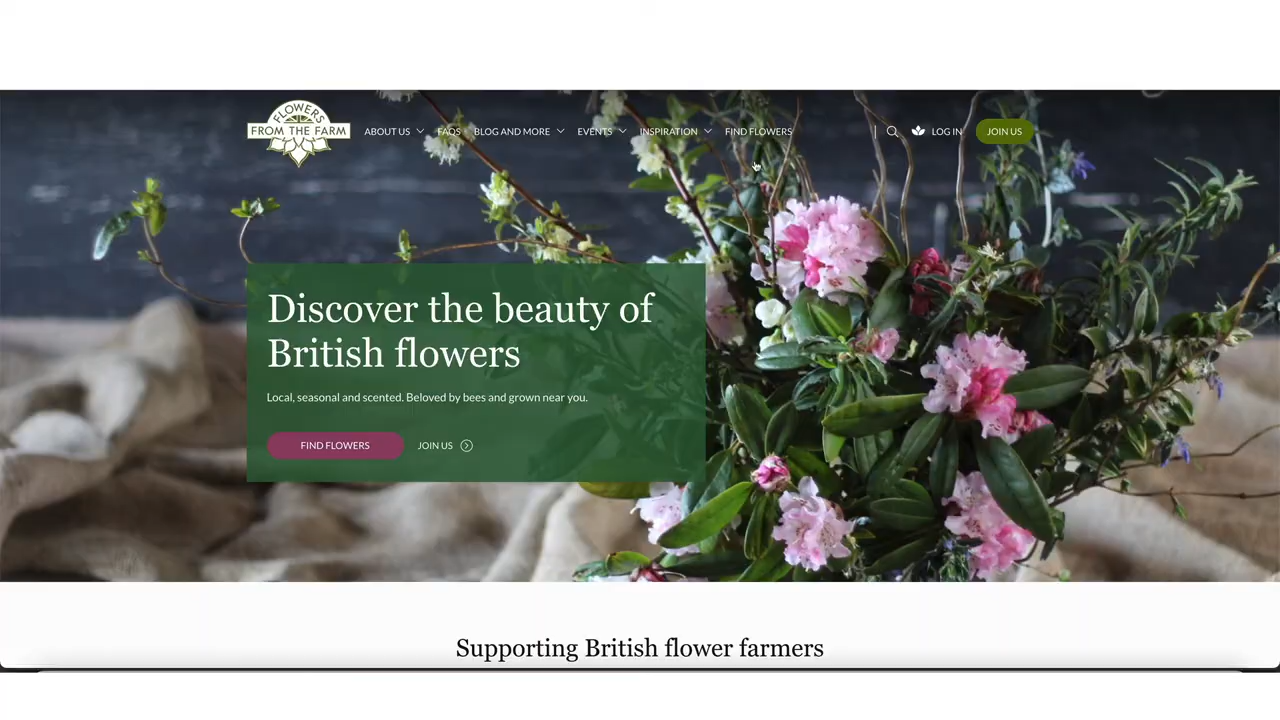 FLOWERS
FROM THE FARM
ABOUT US
FAQS
BLOG AND MORE
EVENTS
INSPIRATION
FIND FLOWERS
LOG IN
JOIN US
Discover the beauty of
British flowers
Local, seasonal and scented. Beloved by bees and grown near you.
FIND FLOWERS
JOIN US
Supporting British flower farmers